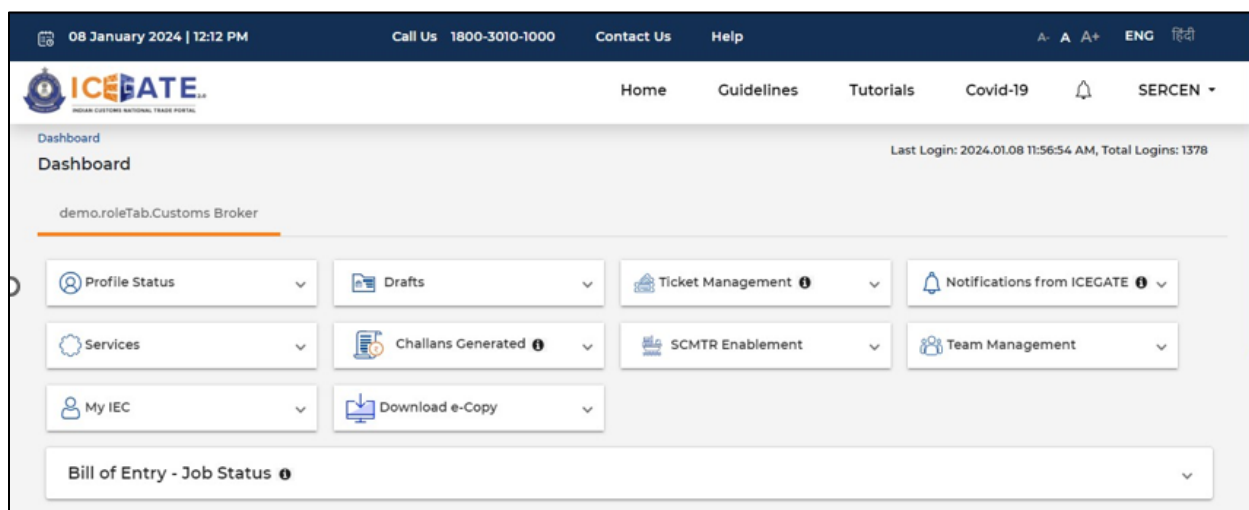 08 January 2024 | 12:12 PM Call Us 1800-3010-1000 Contact Us Help A- A A+ ENG हिंदी
ICEGATE INDIAN CUSTOMS NATIONAL TRADE PORTAL Home Guidelines Tutorials Covid-19 SERCEN
Dashboard
Dashboard Last Login: 2024.01.08 11:56:54 AM, Total Logins: 1378
demo.roleTab.Customs Broker
Profile Status Drafts Ticket Management Notifications from ICEGATE
Services Challans Generated SCMTR Enablement Team Management
My IEC Download e-Copy
Bill of Entry - Job Status